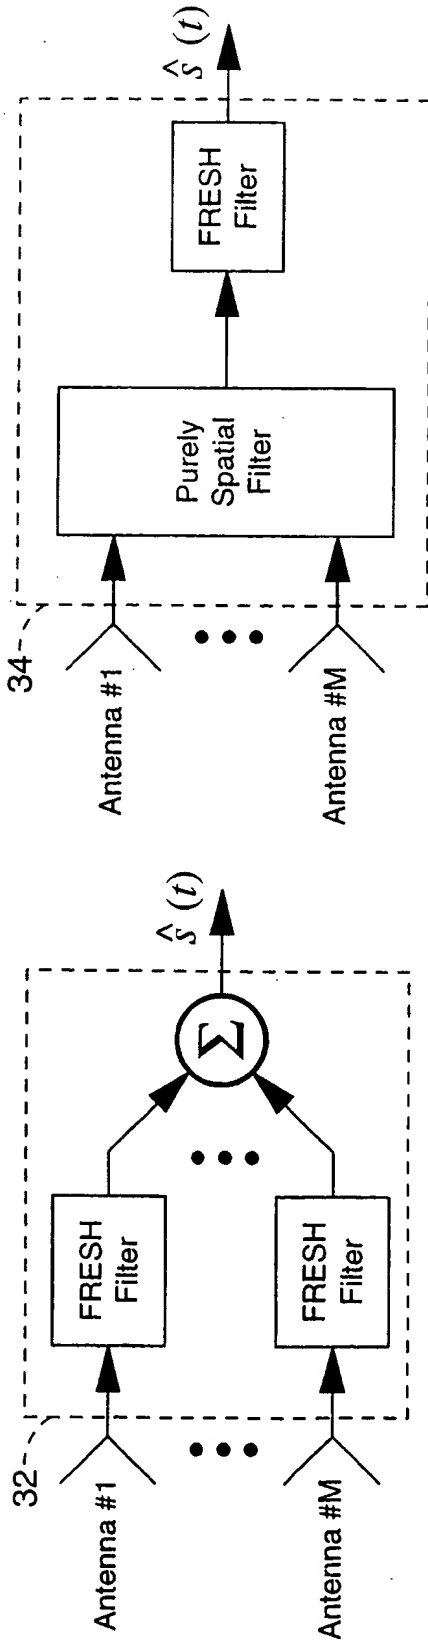 32
Antenna #1
Antenna #M
FRESH
Filter
FRESH
Filter
Σ
ŝ (t)
34
Antenna #1
Antenna #M
Purely
Spatial
Filter
FRESH
Filter
ŝ (t)